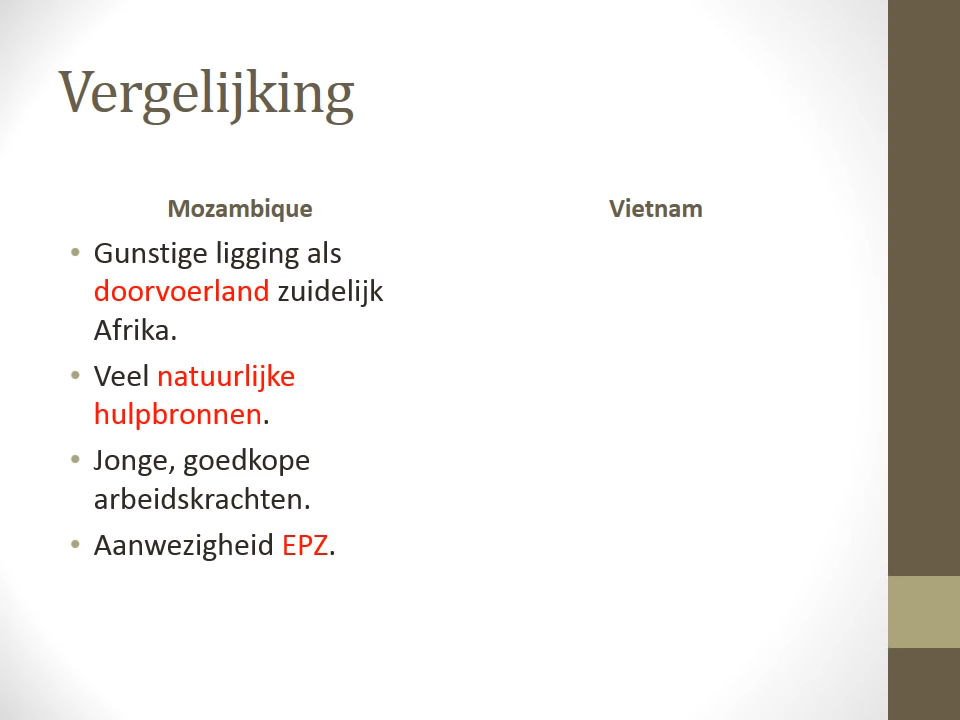 Vergelijking
Mozambique
Vietnam
• Gunstige ligging als
doorvoerland zuidelijk
Afrika.
• Veel natuurlijke
hulpbronnen.
• Jonge, goedkope
arbeidskrachten.
• Aanwezigheid EPZ.